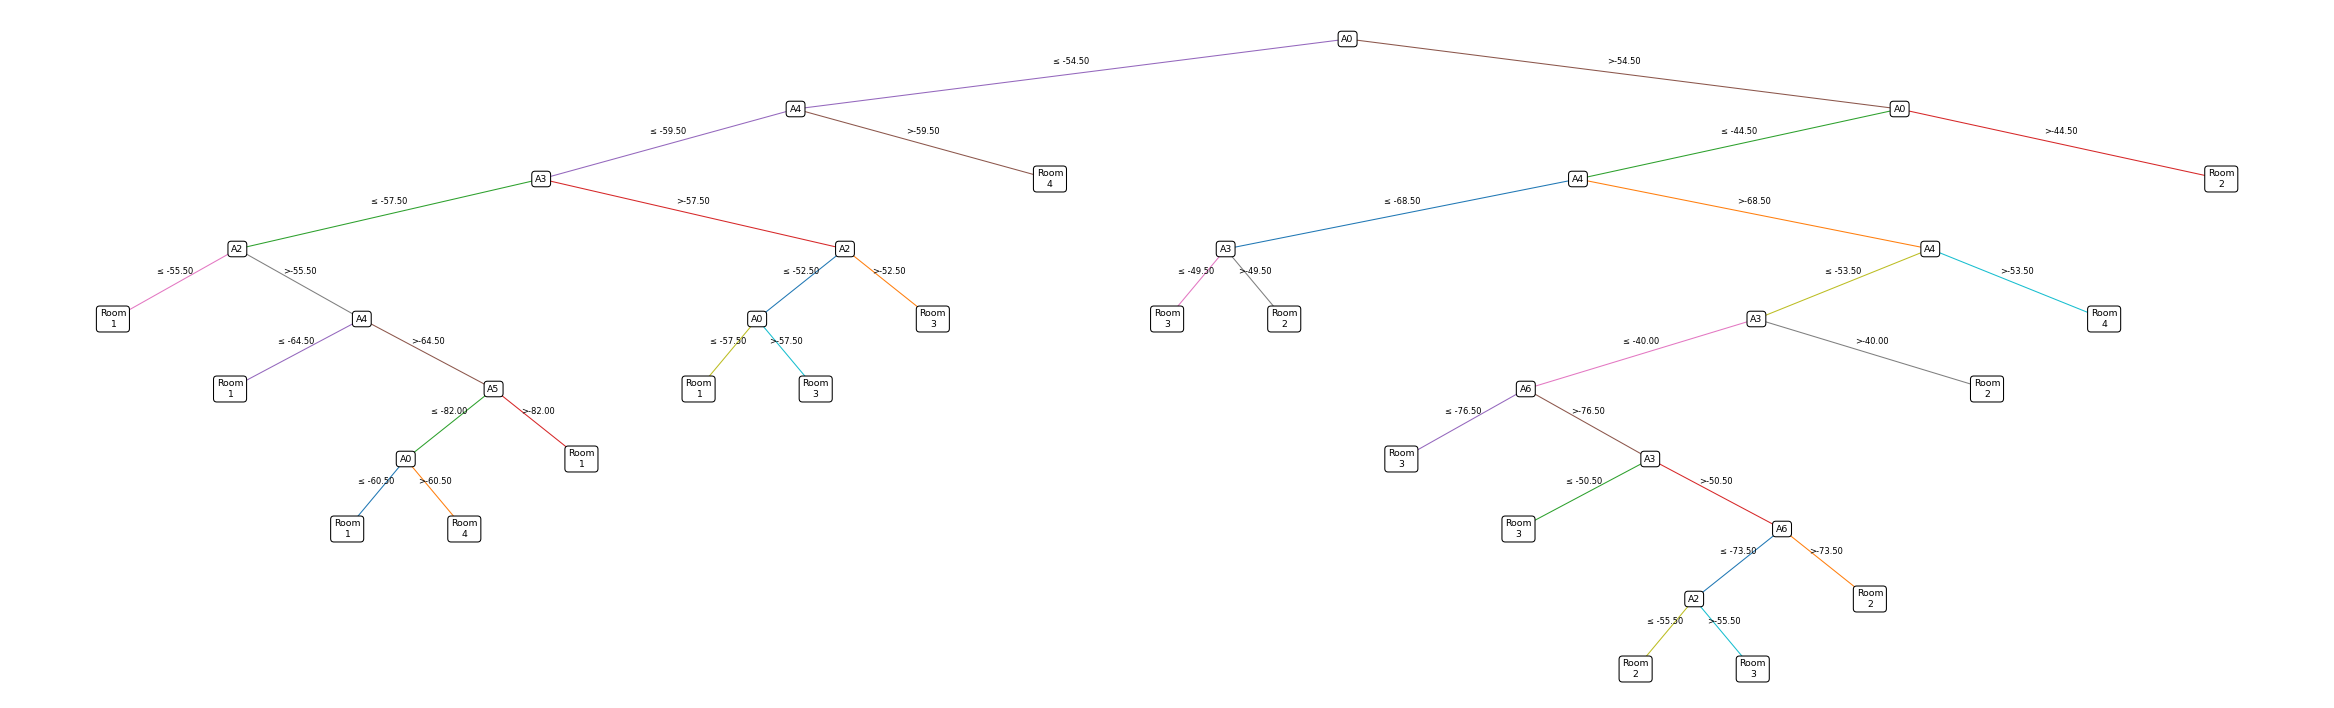 A0
≤ -54.50
>-54.50
A4
A0
≤ -59.50
>-59.50
≤ -44.50
>-44.50
A3
Room
4
A4
Room
2
≤ -57.50
>-57.50
≤ -68.50
>-68.50
A2
A2
A3
A4
≤ -55.50
>-55.50
≤ -52.50
>-52.50
≤ -49.50
>-49.50
≤ -53.50
>-53.50
Room
1
A4
A0
Room
3
Room
3
Room
2
A3
Room
4
≤ -64.50
>-64.50
≤ -57.50
>-57.50
≤ -40.00
>-40.00
Room
1
A5
Room
1
Room
3
A6
Room
2
≤ -82.00
>-82.00
≤ -76.50
>-76.50
A0
Room
1
Room
3
A3
≤ -60.50
>-60.50
≤ -50.50
>-50.50
Room
1
Room
4
Room
3
A6
≤ -73.50
>-73.50
A2
Room
2
≤ -55.50
>-55.50
Room
2
Room
3